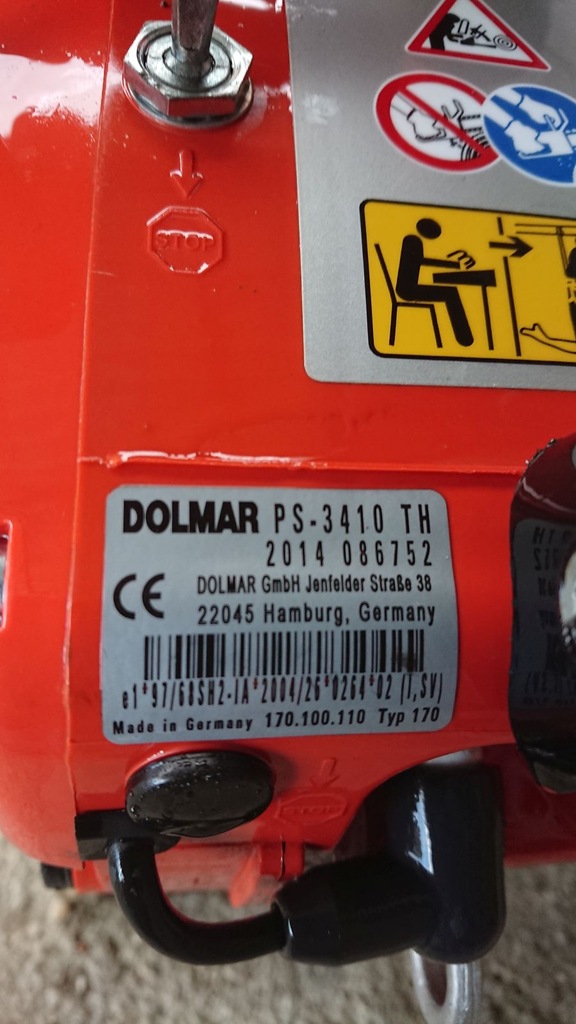 STOP
DOLMAR PS-3410 TH
2014 086752
CE DOLMAR GmbH Jenfelder Straße 38
22045 Hamburg, Germany
e1*97/68SH2-IA*2004/26*0264*02 (T,SV)
Made in Germany 170.100.110 Typ 170
STOP